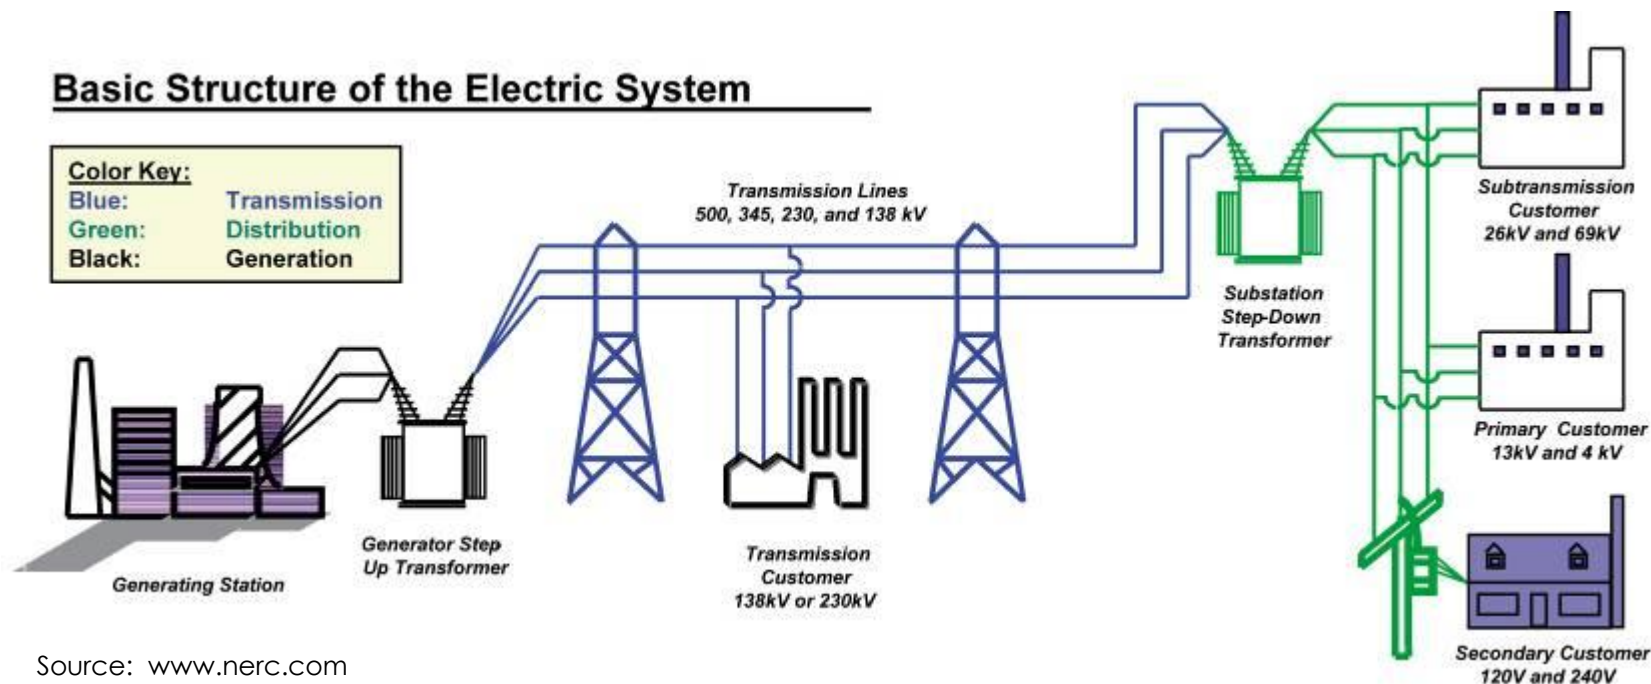 Basic Structure of the Electric System
Color Key:
Blue: Transmission
Green: Distribution
Black: Generation
Transmission Lines
500, 345, 230, and 138 kV
Subtransmission
Customer
26kV and 69kV
Substation
Step-Down
Transformer
Primary Customer
13kV and 4 kV
Generating Station
Generator Step
Up Transformer
Transmission
Customer
138kV or 230kV
Secondary Customer
120V and 240V
Source: www.nerc.com